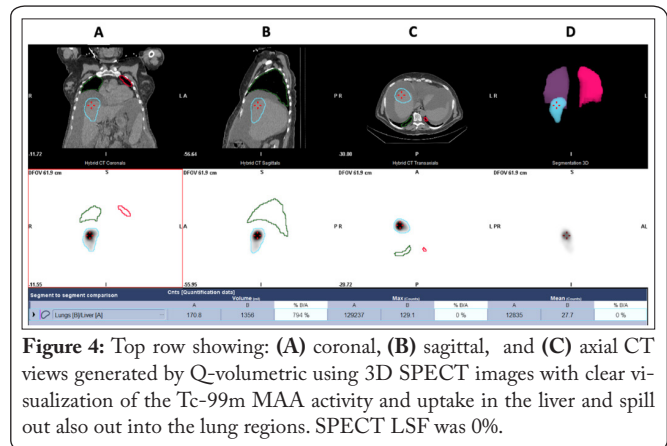 A B C D
R L A P R L R L
-11.72 I -56.64 I -30.00 P I
Hybrid CT Coronals Hybrid CT Sagittals Hybrid CT Transaxials Segmentation 3D
DFOV 61.9 cm S DFOV 61.9 cm S DFOV 61.9 cm A DFOV 61.9 cm S
R L A P R L PR AL
-11.55 I -55.95 I -20.72 P I
Segment to segment comparison Cnts [Quantification data]
Volume (ml) Max (Counts) Mean (Counts)
A B % B/A A B % B/A A B % B/A
Lungs [B]/Liver [A] 170.8 1356 794 % 129237 129.1 0 % 12835 27.7 0 %
Figure 4: Top row showing: (A) coronal, (B) sagittal, and (C) axial CT
views generated by Q-volumetric using 3D SPECT images with clear vi-
sualization of the Tc-99m MAA activity and uptake in the liver and spill
out also out into the lung regions. SPECT LSF was 0%.